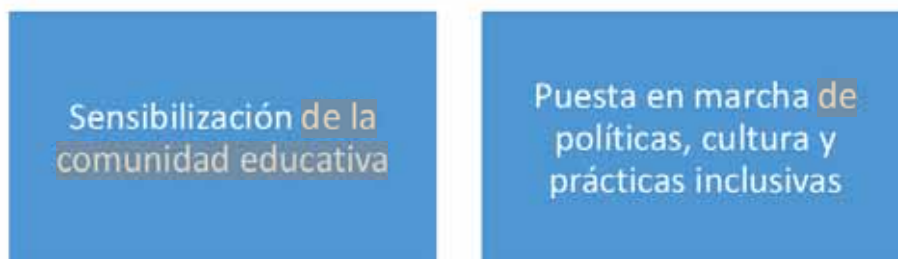 Sensibilización de la
comunidad educativa
Puesta en marcha de
políticas, cultura y
prácticas inclusivas